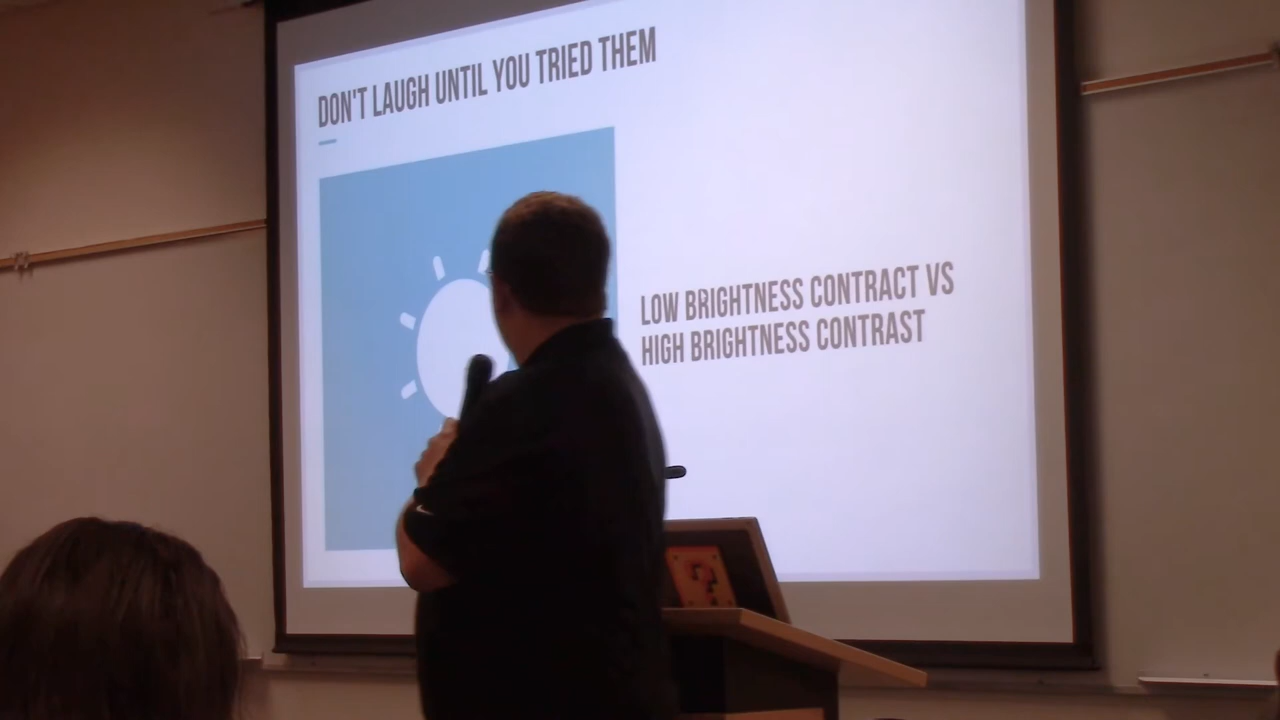 DON'T LAUGH UNTIL YOU TRIED THEM
LOW BRIGHTNESS CONTRACT VS
HIGH BRIGHTNESS CONTRAST